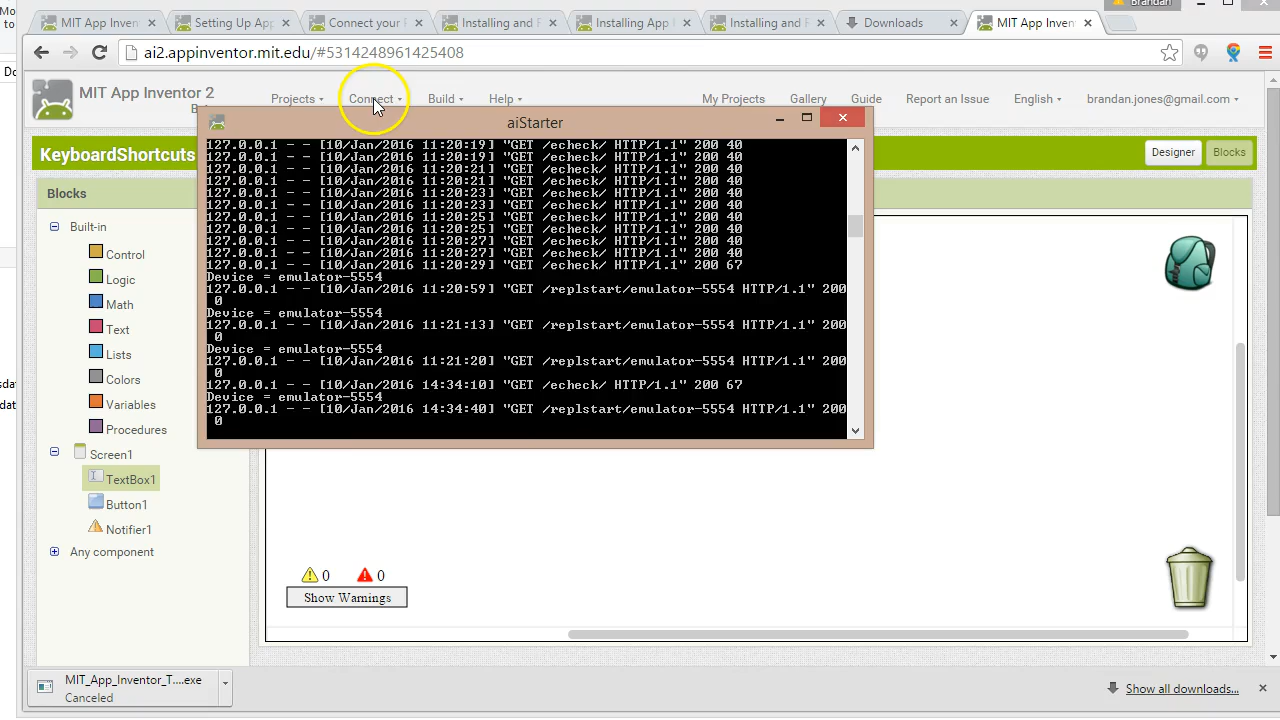 Brandan
MIT App Inven
Setting Up App
Connect your
Installing and
Installing App I
Installing and
Downloads
MIT App Inven
ai2.appinventor.mit.edu/#5314248961425408
MIT App Inventor 2
Projects
Connect
Build
Help
My Projects
Gallery
Guide
Report an Issue
English
brandan.jones@gmail.com
aiStarter
KeyboardShortcuts
Designer
Blocks
Blocks
Built-in
Control
Logic
Math
Text
Lists
Colors
Variables
Procedures
Screen1
TextBox1
Button1
Notifier1
Any component
127.0.0.1 - - [10/Jan/2016 11:20:19] "GET /echeck/ HTTP/1.1" 200 40
127.0.0.1 - - [10/Jan/2016 11:20:19] "GET /echeck/ HTTP/1.1" 200 40
127.0.0.1 - - [10/Jan/2016 11:20:21] "GET /echeck/ HTTP/1.1" 200 40
127.0.0.1 - - [10/Jan/2016 11:20:21] "GET /echeck/ HTTP/1.1" 200 40
127.0.0.1 - - [10/Jan/2016 11:20:23] "GET /echeck/ HTTP/1.1" 200 40
127.0.0.1 - - [10/Jan/2016 11:20:23] "GET /echeck/ HTTP/1.1" 200 40
127.0.0.1 - - [10/Jan/2016 11:20:25] "GET /echeck/ HTTP/1.1" 200 40
127.0.0.1 - - [10/Jan/2016 11:20:25] "GET /echeck/ HTTP/1.1" 200 40
127.0.0.1 - - [10/Jan/2016 11:20:27] "GET /echeck/ HTTP/1.1" 200 40
127.0.0.1 - - [10/Jan/2016 11:20:27] "GET /echeck/ HTTP/1.1" 200 40
127.0.0.1 - - [10/Jan/2016 11:20:29] "GET /echeck/ HTTP/1.1" 200 67
Device = emulator-5554
127.0.0.1 - - [10/Jan/2016 11:20:59] "GET /replstart/emulator-5554 HTTP/1.1" 200
0
Device = emulator-5554
127.0.0.1 - - [10/Jan/2016 11:21:13] "GET /replstart/emulator-5554 HTTP/1.1" 200
0
Device = emulator-5554
127.0.0.1 - - [10/Jan/2016 11:21:20] "GET /replstart/emulator-5554 HTTP/1.1" 200
0
127.0.0.1 - - [10/Jan/2016 14:34:10] "GET /echeck/ HTTP/1.1" 200 67
Device = emulator-5554
127.0.0.1 - - [10/Jan/2016 14:34:40] "GET /replstart/emulator-5554 HTTP/1.1" 200
0
0
0
Show Warnings
MIT_App_Inventor_T....exe
Canceled
Show all downloads...